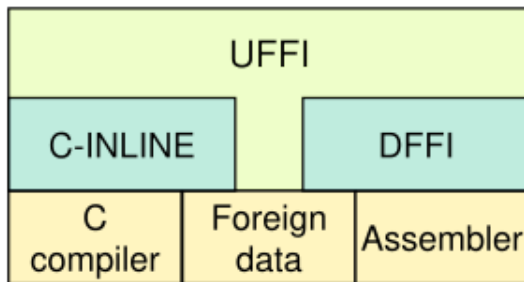 UFFI
C-INLINE
DFFI
C
compiler
Foreign
data
Assembler